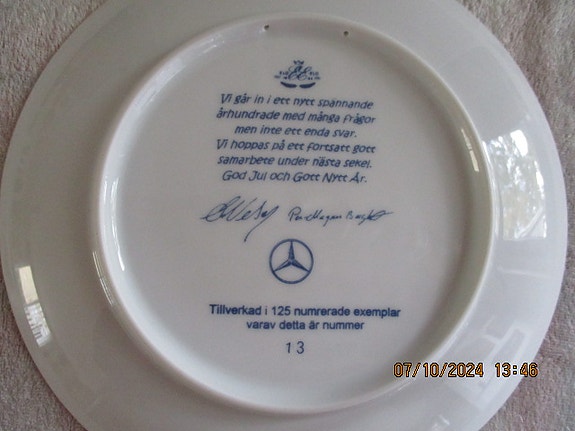 Vi går in i ett nytt spännande
århundrade med många frågor
men inte ett enda svar.
Vi hoppas på ett fortsatt gott
samarbete under nästa sekel.
God Jul och Gott Nytt År.
Tillverkad i 125 numrerade exemplar
varav detta är nummer
13
07/10/2024 13:46